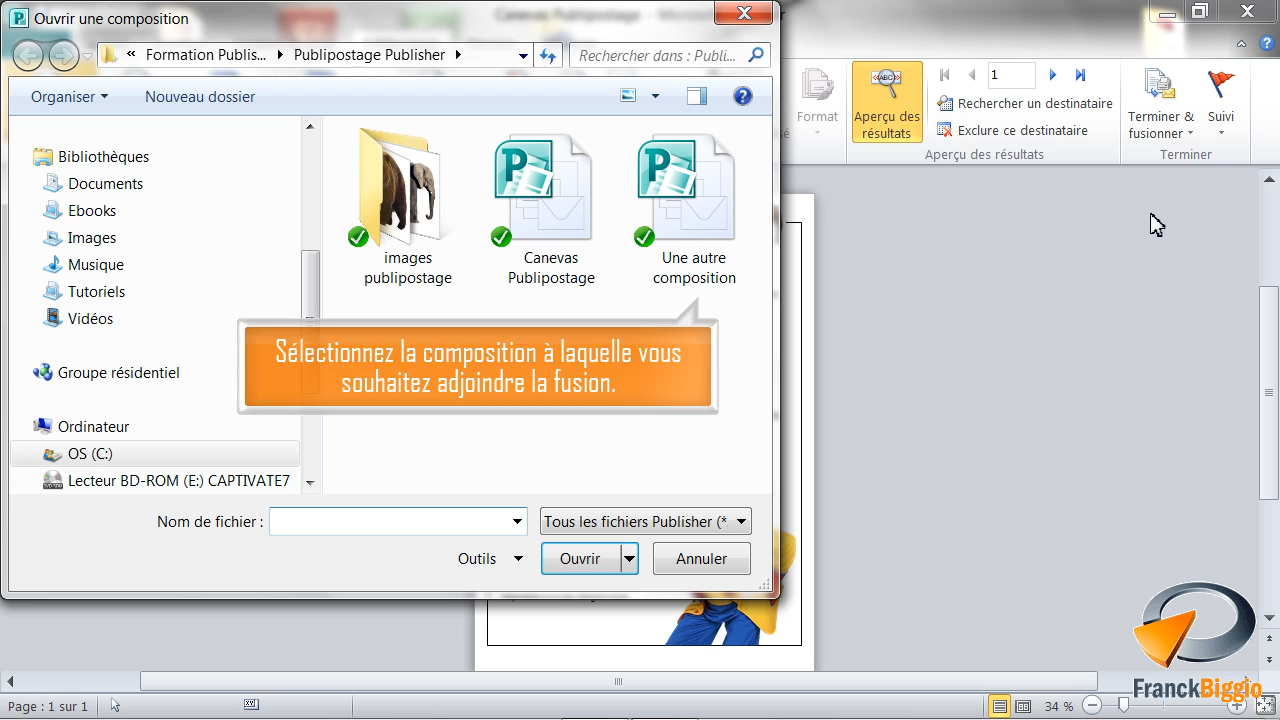 Ouvrir une composition
Canevas Publipostage
« Formation Publis... Publipostage Publisher
Rechercher dans : Publi...
Organiser
Nouveau dossier
Bibliothèques
Documents
Ebooks
Images
Musique
Tutoriels
Vidéos
Groupe résidentiel
Ordinateur
OS (C:)
Lecteur BD-ROM (E:) CAPTIVATE7
images
publipostage
Canevas
Publipostage
Une autre
composition
Sélectionnez la composition à laquelle vous
souhaitez adjoindre la fusion.
Nom de fichier :
Tous les fichiers Publisher (*
Outils
Ouvrir
Annuler
Format
ABC
Aperçu des
résultats
1
Rechercher un destinataire
Exclure ce destinataire
Aperçu des résultats
Terminer &
fusionner
Suivi
Terminer
FranckBiggio
Page : 1 sur 1
34 %